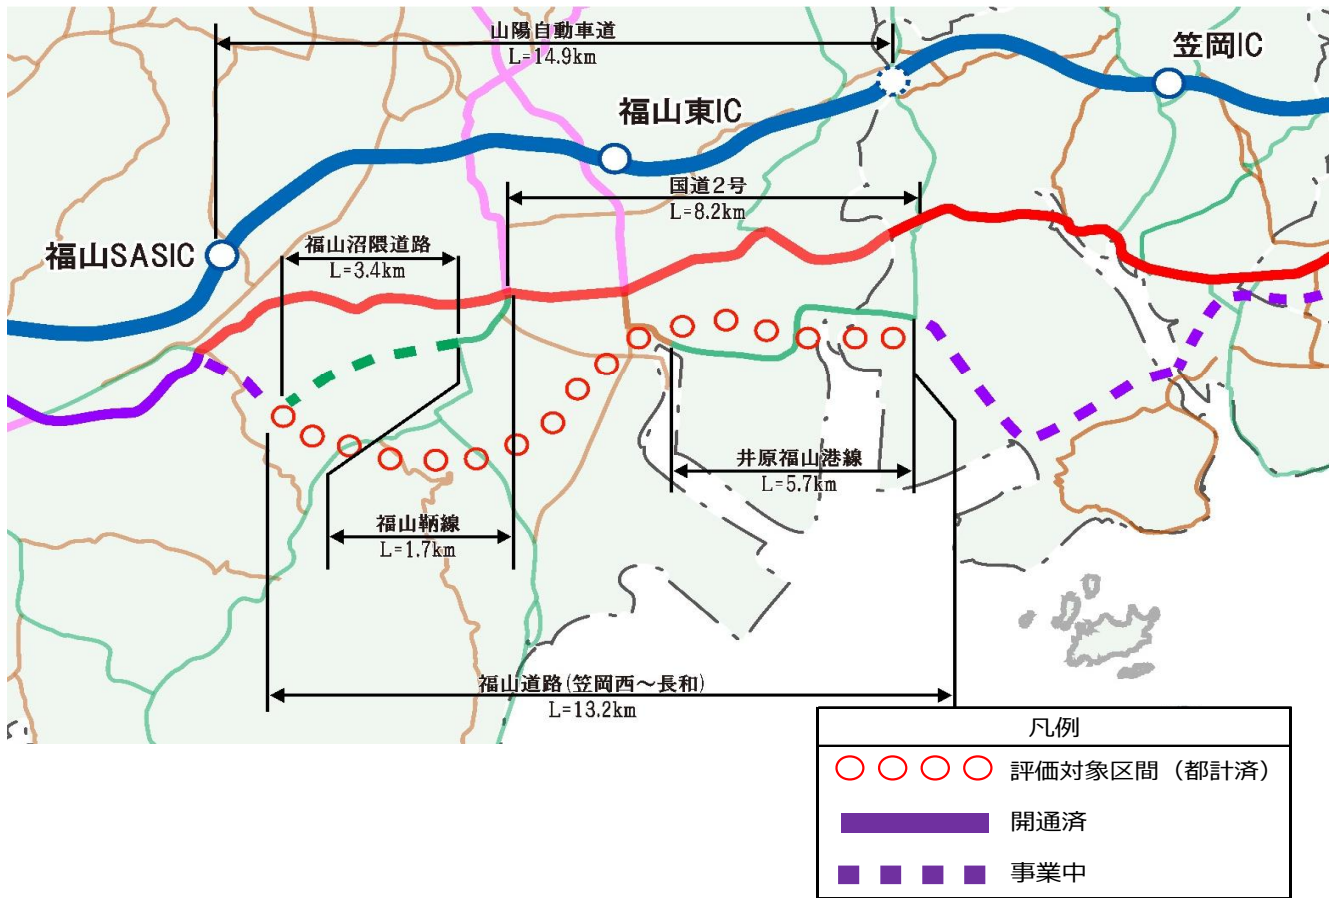 山陽自動車道
L=14.9km
笠岡IC
福山東IC
国道2号
L=8.2km
福山SASIC
福山沼隈道路
L=3.4km
井原福山港線
L=5.7km
福山鞆線
L=1.7km
福山道路(笠岡西～長和)
L=13.2km
凡例
評価対象区間（都計済）
開通済
事業中